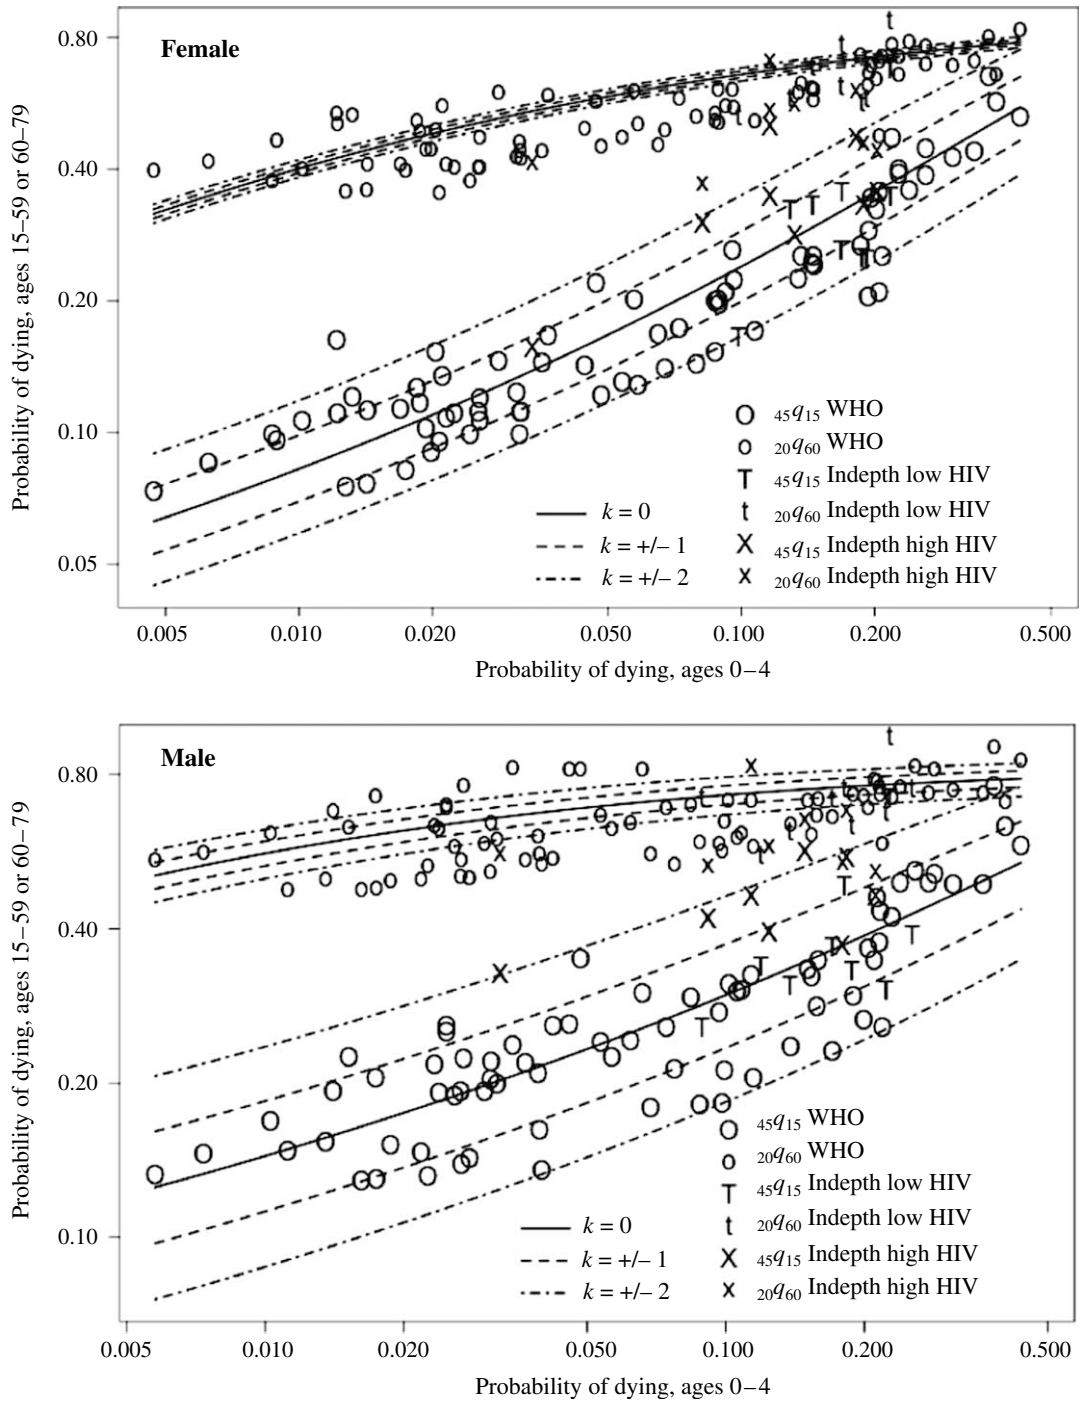 Female
Probability of dying, ages 15–59 or 60–79
0.80
0.40
0.20
0.10
0.05
k = 0
k = +/– 1
k = +/– 2
45q15 WHO
20q60 WHO
T 45q15 Indepth low HIV
t 20q60 Indepth low HIV
X 45q15 Indepth high HIV
x 20q60 Indepth high HIV
0.005 0.010 0.020 0.050 0.100 0.200 0.500
Probability of dying, ages 0–4
Male
Probability of dying, ages 15–59 or 60–79
0.80
0.40
0.20
0.10
k = 0
k = +/– 1
k = +/– 2
45q15 WHO
20q60 WHO
T 45q15 Indepth low HIV
t 20q60 Indepth low HIV
X 45q15 Indepth high HIV
x 20q60 Indepth high HIV
0.005 0.010 0.020 0.050 0.100 0.200 0.500
Probability of dying, ages 0–4